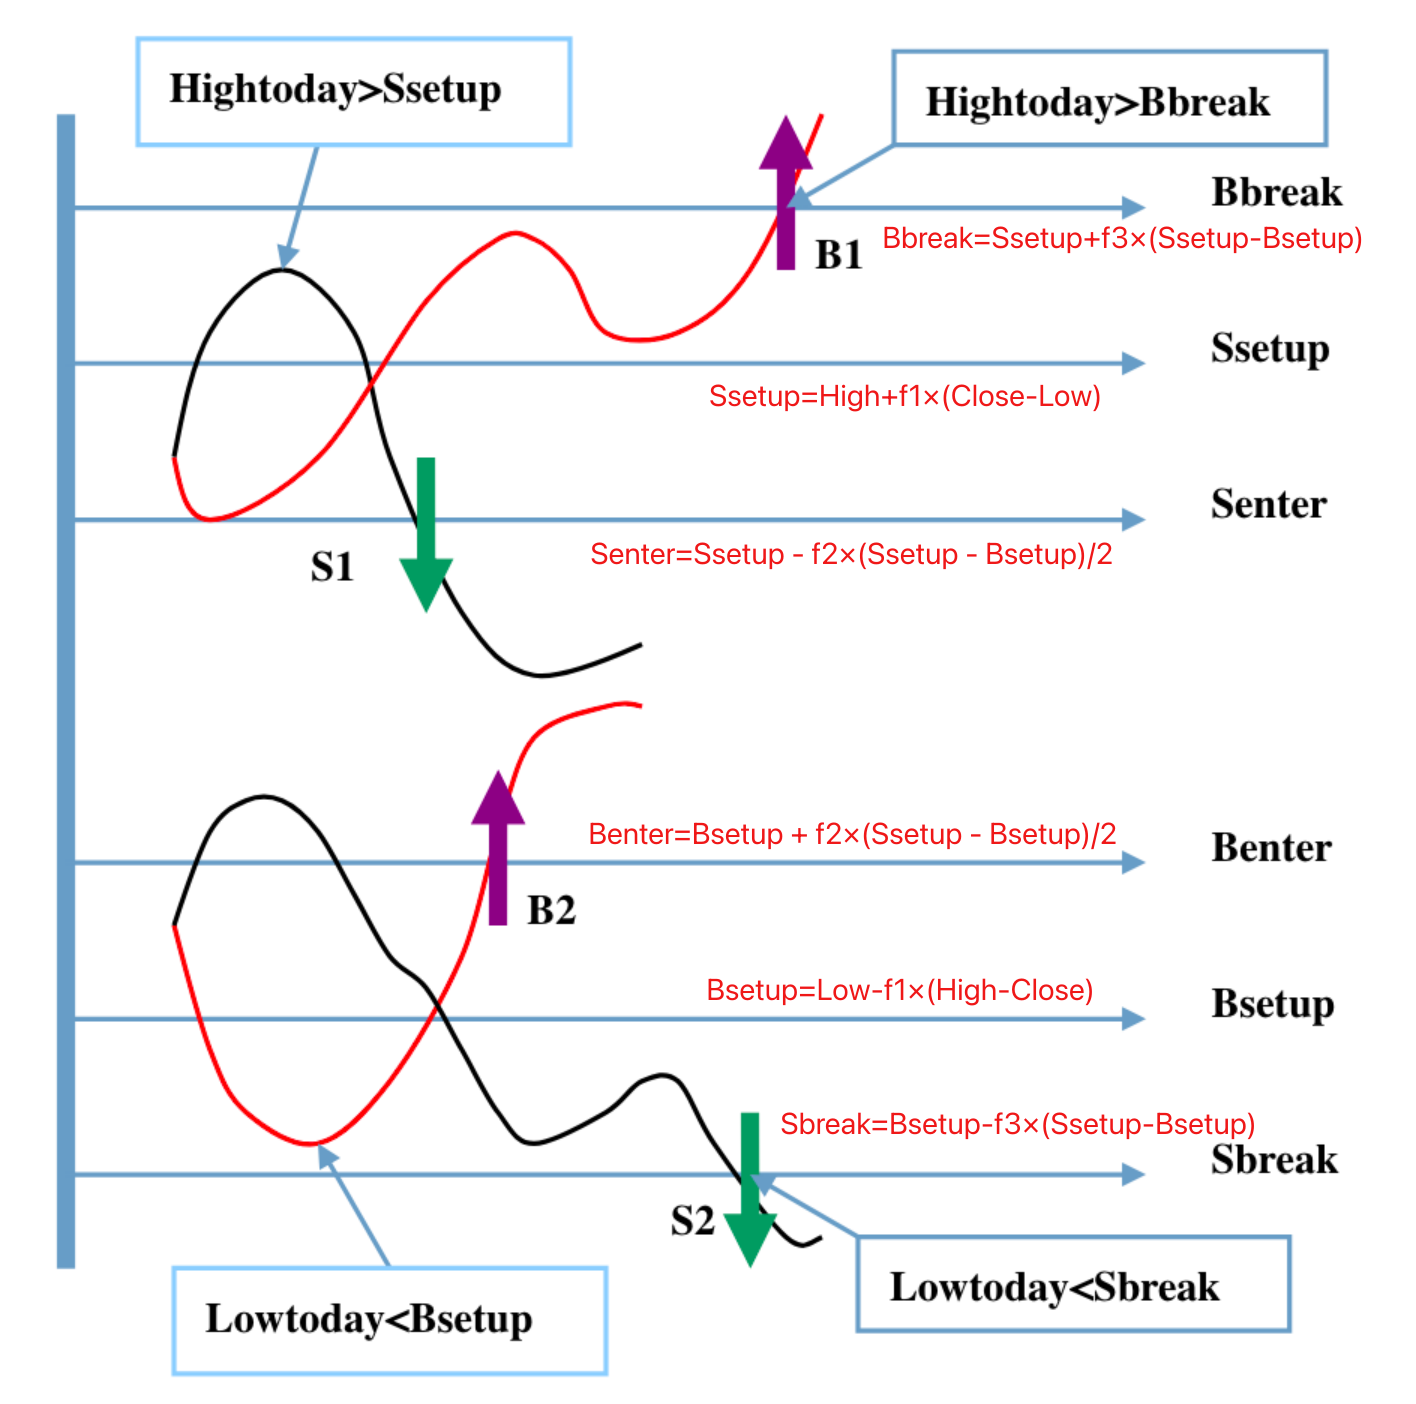 Hightoday>Ssetup
Hightoday>Bbreak
Bbreak
B1
Bbreak=Ssetup+f3×(Ssetup-Bsetup)
Ssetup
Ssetup=High+f1×(Close-Low)
Senter
Senter=Ssetup - f2×(Ssetup - Bsetup)/2
S1
Benter=Bsetup + f2×(Ssetup - Bsetup)/2
Benter
B2
Bsetup=Low-f1×(High-Close)
Bsetup
Sbreak=Bsetup-f3×(Ssetup-Bsetup)
Sbreak
S2
Lowtoday<Sbreak
Lowtoday<Bsetup